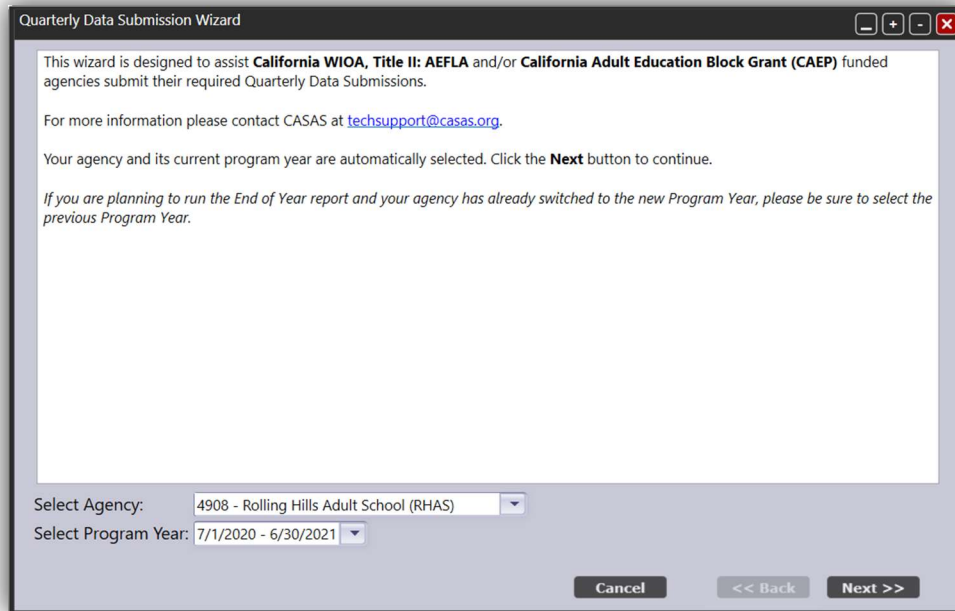 Quarterly Data Submission Wizard
This wizard is designed to assist California WIOA, Title II: AEFLA and/or California Adult Education Block Grant (CAEP) funded
agencies submit their required Quarterly Data Submissions.
For more information please contact CASAS at techsupport@casas.org.
Your agency and its current program year are automatically selected. Click the Next button to continue.
If you are planning to run the End of Year report and your agency has already switched to the new Program Year, please be sure to select the
previous Program Year.
Select Agency: 4908 - Rolling Hills Adult School (RHAS)
Select Program Year: 7/1/2020 - 6/30/2021
Cancel << Back Next >>